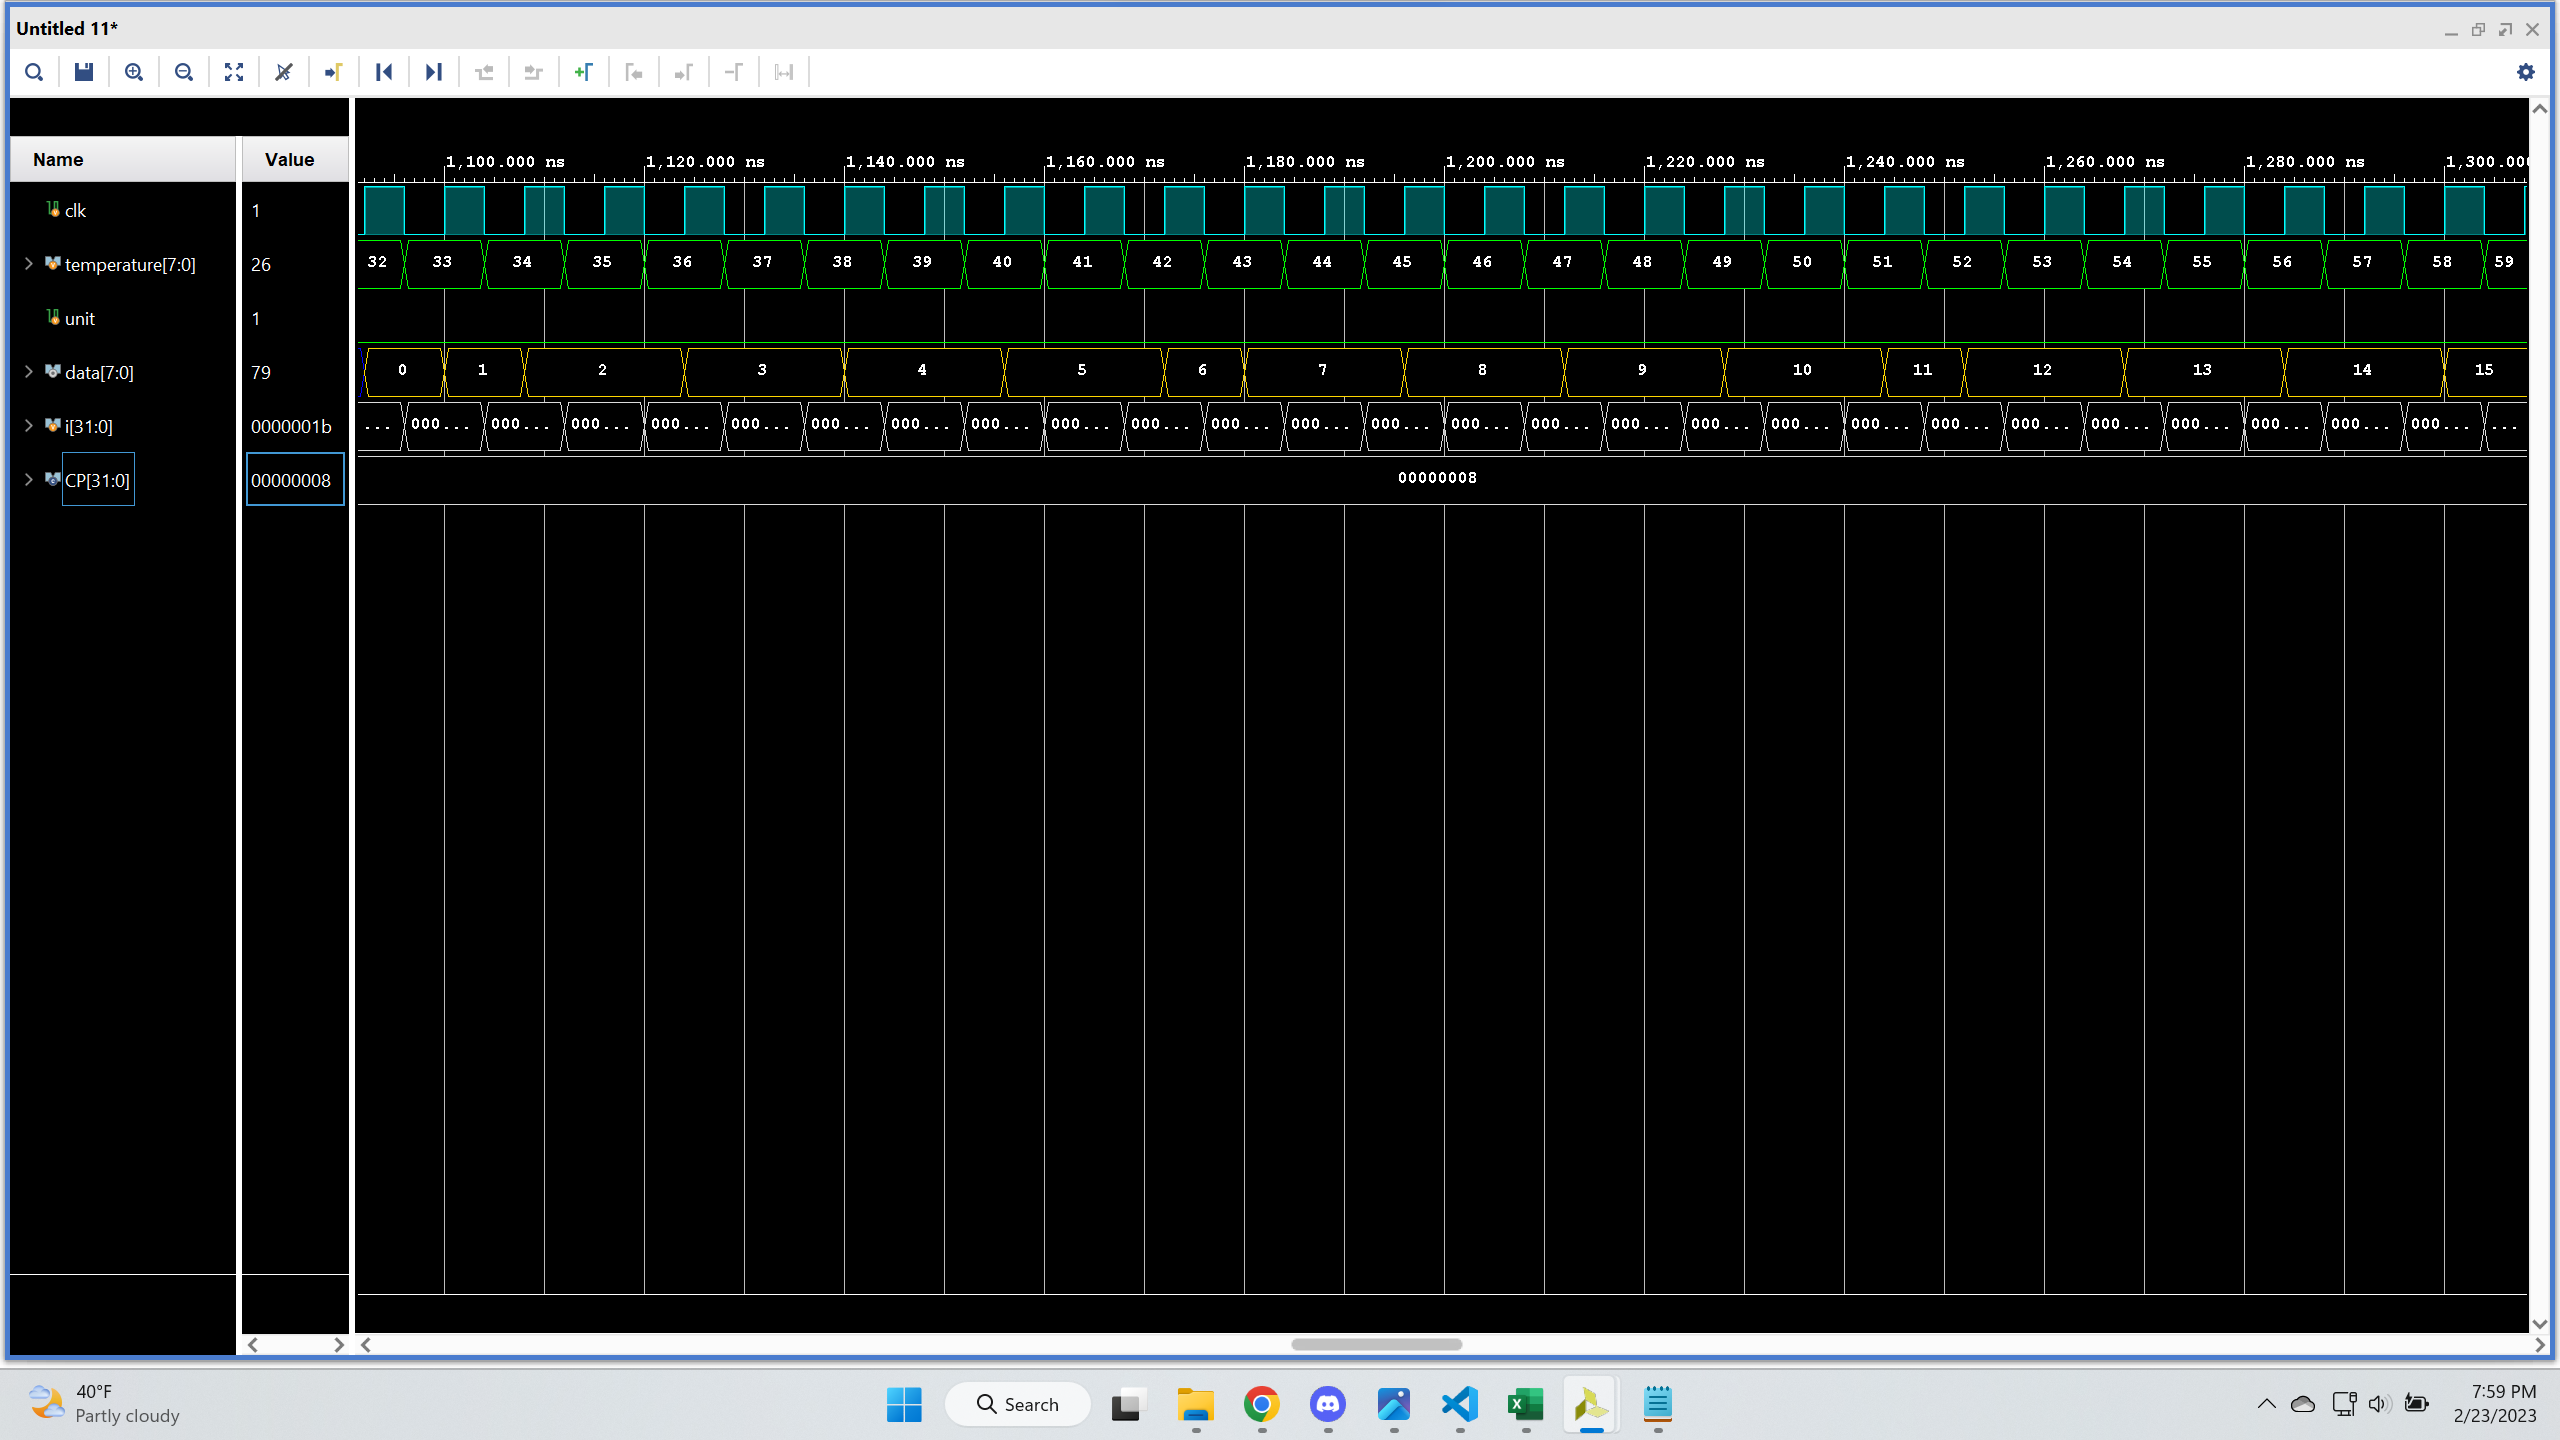 Untitled 11*
Name Value
1,100.000 ns 1,120.000 ns 1,140.000 ns 1,160.000 ns 1,180.000 ns 1,200.000 ns 1,220.000 ns 1,240.000 ns 1,260.000 ns 1,280.000 ns 1,300.000
clk 1
temperature[7:0] 26 32 33 34 35 36 37 38 39 40 41 42 43 44 45 46 47 48 49 50 51 52 53 54 55 56 57 58 59
unit 1
data[7:0] 79 0 1 2 3 4 5 6 7 8 9 10 11 12 13 14 15
i[31:0] 0000001b ... 000... 000... 000... 000... 000... 000... 000... 000... 000... 000... 000... 000... 000... 000... 000... 000... 000... 000... 000... 000... 000... 000... 000... 000... 000... 000... ...
CP[31:0] 00000008 00000008
40°F
Partly cloudy
Search
7:59 PM
2/23/2023